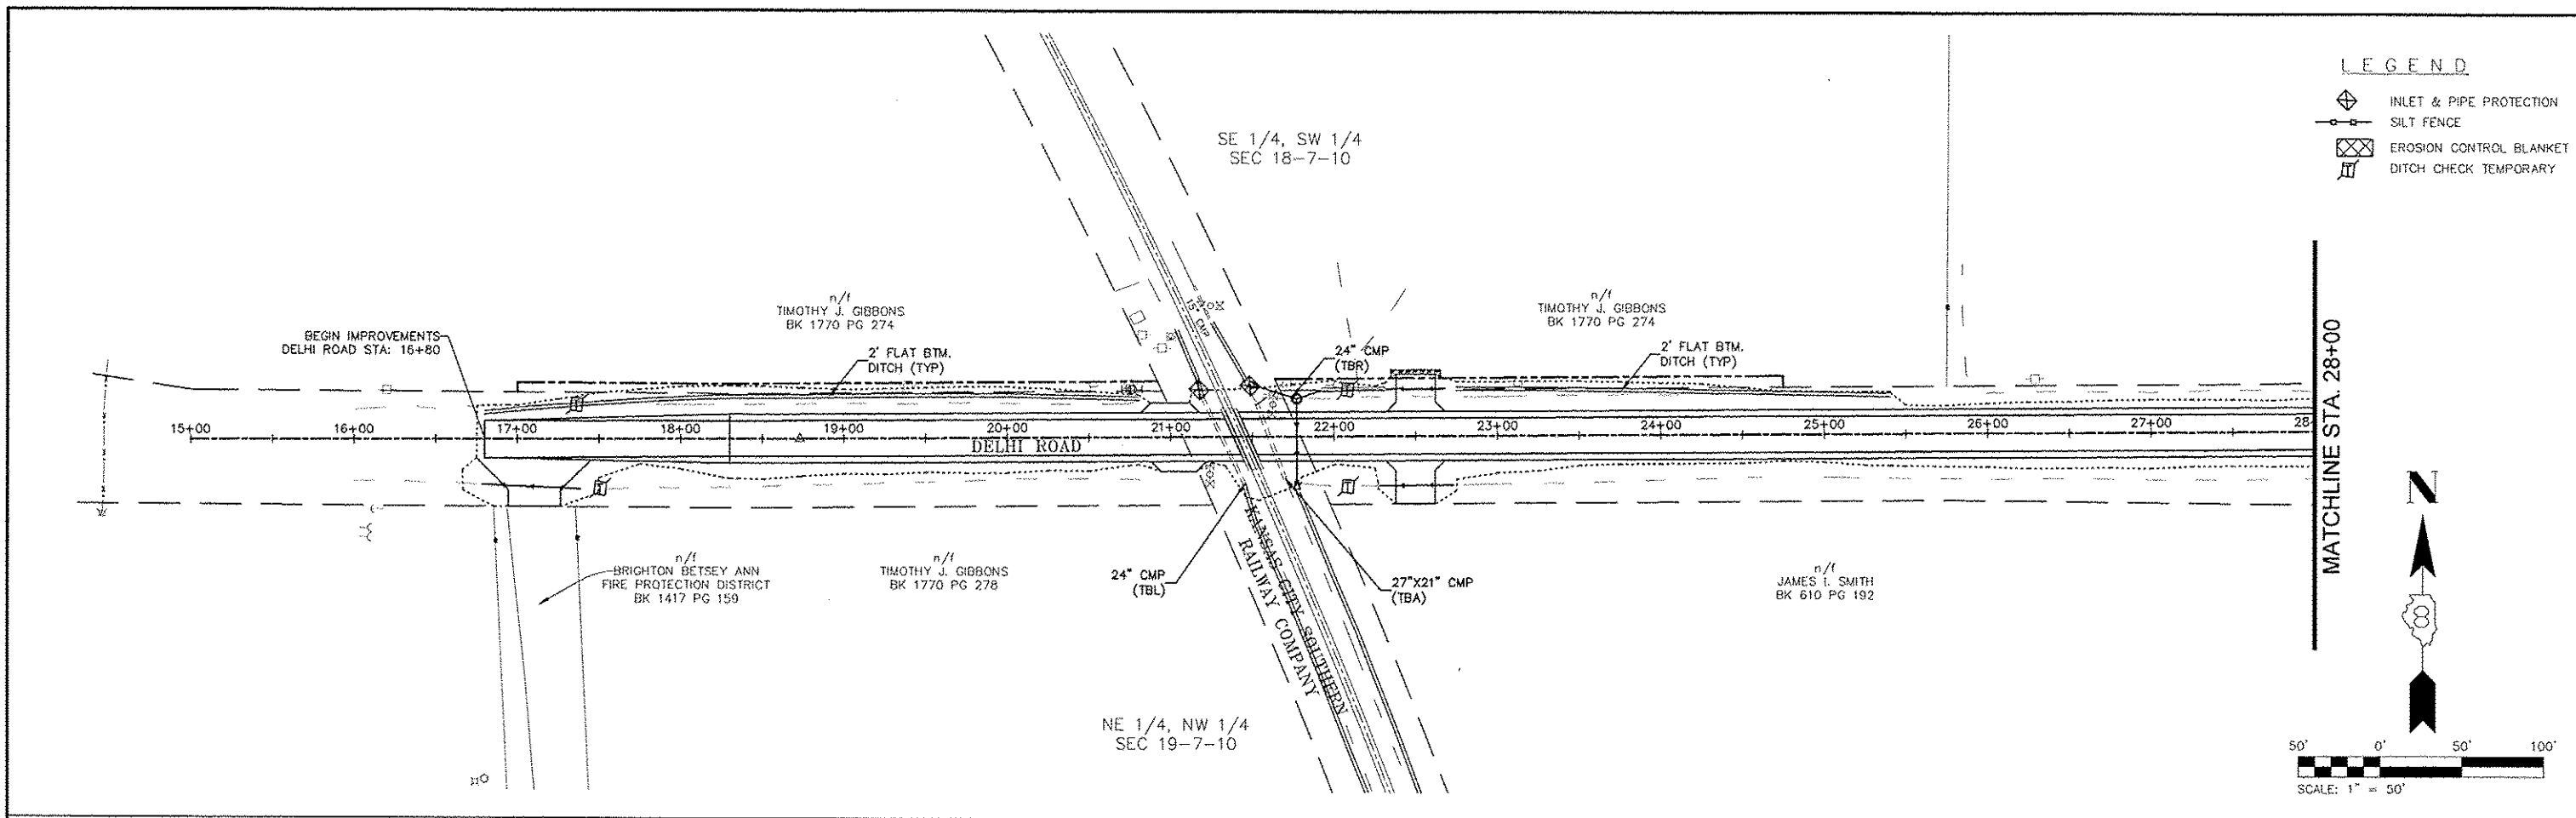 L E G E N D
INLET & PIPE PROTECTION
SILT FENCE
EROSION CONTROL BLANKET
DITCH CHECK TEMPORARY
SE 1/4, SW 1/4
SEC 18-7-10
n/f
TIMOTHY J. GIBBONS
BK 1770 PG 274
n/f
TIMOTHY J. GIBBONS
BK 1770 PG 274
BEGIN IMPROVEMENTS
DELHI ROAD STA: 16+80
2' FLAT BTM.
DITCH (TYP)
15" CMP
24" CMP
(TBR)
2' FLAT BTM.
DITCH (TYP)
15+00
16+00
17+00
18+00
19+00
20+00
21+00
22+00
23+00
24+00
25+00
26+00
27+00
28
DELHI ROAD
MATCHLINE STA. 28+00
n/f
BRIGHTON BETSEY ANN
FIRE PROTECTION DISTRICT
BK 1417 PG 159
n/f
TIMOTHY J. GIBBONS
BK 1770 PG 278
24" CMP
(TBL)
KANSAS CITY SOUTHERN
RAILWAY COMPANY
27"X21" CMP
(TBA)
n/f
JAMES I. SMITH
BK 610 PG 192
NE 1/4, NW 1/4
SEC 19-7-10
N
8
50' 0' 50' 100'
SCALE: 1" = 50'